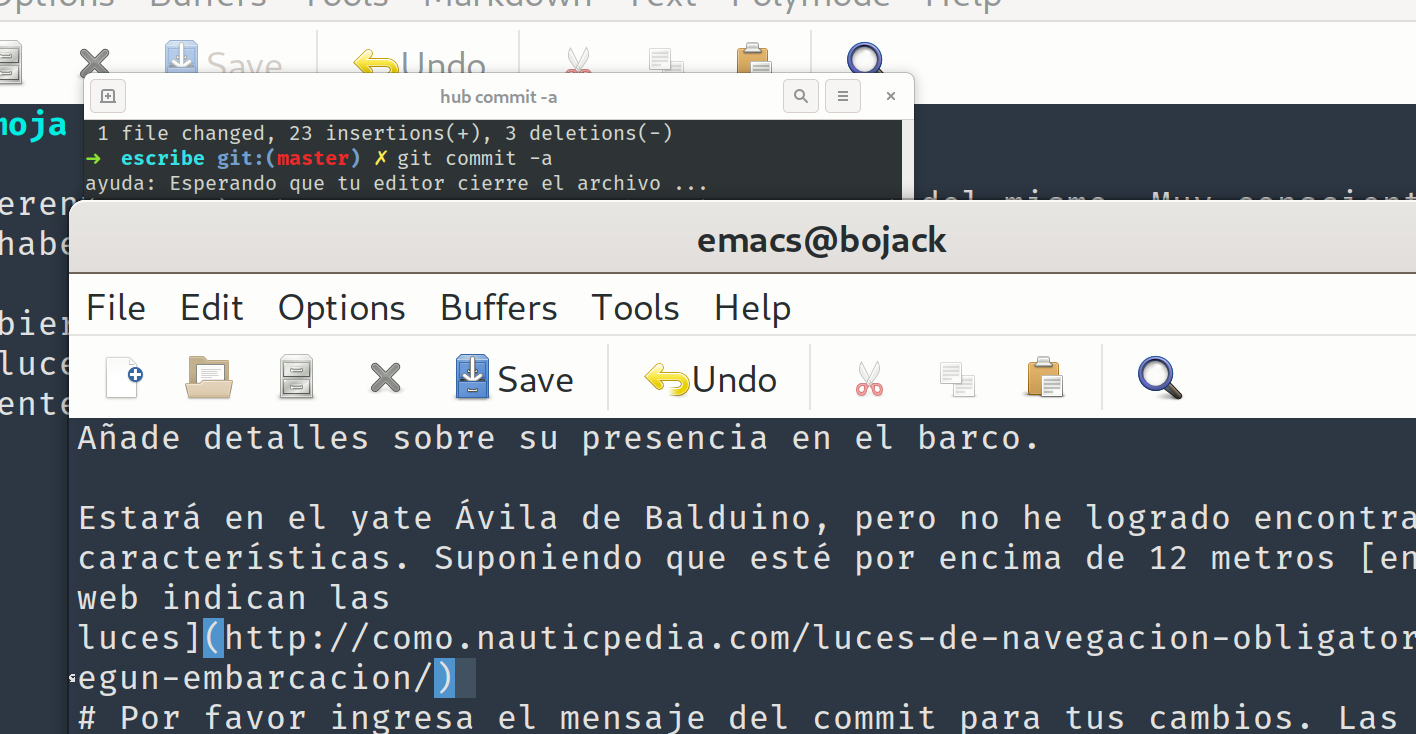 Options Buffers Tools Markdown Text Polymode Help
Save Undo
hub commit -a
1 file changed, 23 insertions(+), 3 deletions(-)
➜ escribe git:(master) ✗ git commit -a
ayuda: Esperando que tu editor cierre el archivo ...
moja
eren
del mismo. Muy conscient
habe
bier
luce
ente
emacs@bojack
File Edit Options Buffers Tools Help
Save Undo
Añade detalles sobre su presencia en el barco.
Estará en el yate Ávila de Balduino, pero no he logrado encontra
características. Suponiendo que esté por encima de 12 metros [en
web indican las
luces](http://como.nauticpedia.com/luces-de-navegacion-obligator
egun-embarcacion/)
# Por favor ingresa el mensaje del commit para tus cambios. Las